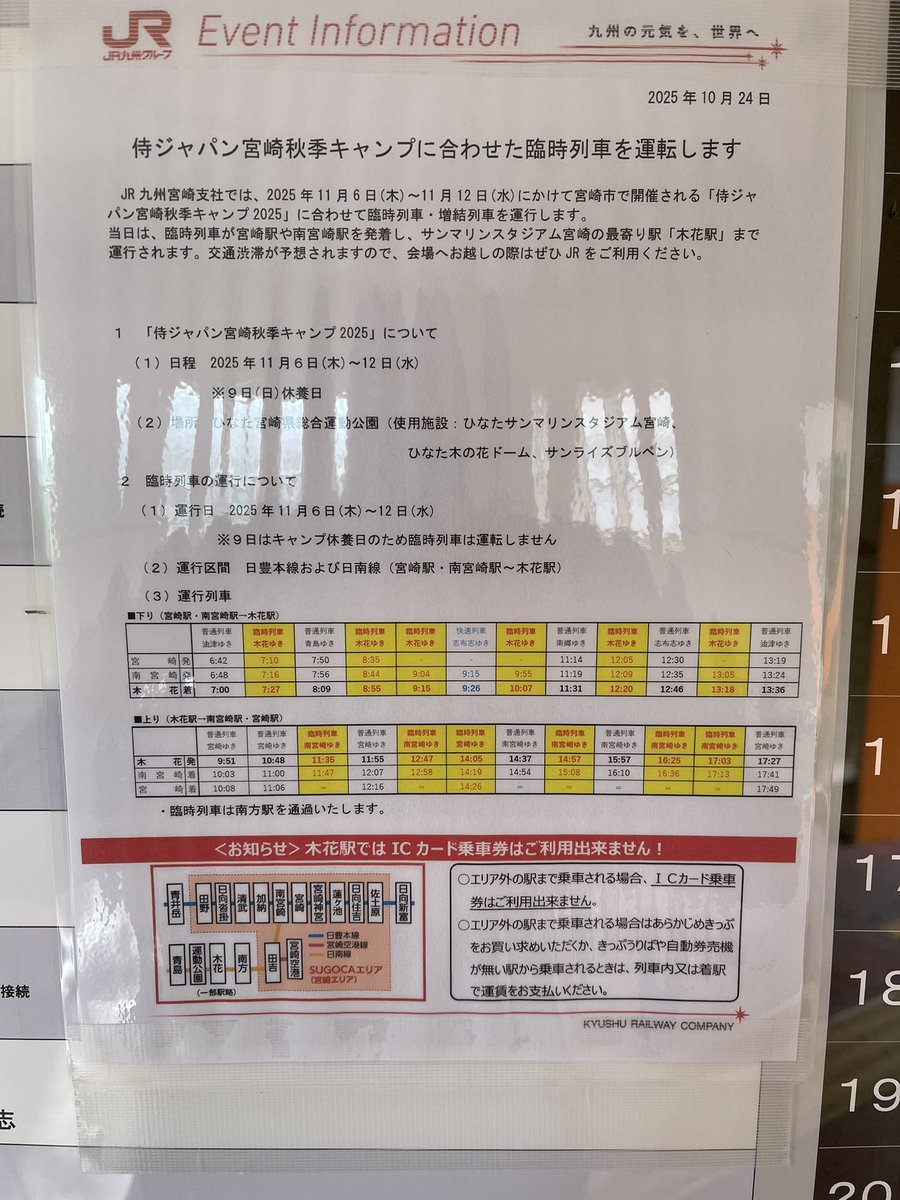 JR
JR九州グループ
Event Information
九州の元気を、世界へ
2025 年 10 月 24 日
侍ジャパン宮崎秋季キャンプに合わせた臨時列車を運転します
JR 九州宮崎支社では、2025 年 11 月 6 日(木)～11 月 12 日(水)にかけて宮崎市で開催される「侍ジャ
パン宮崎秋季キャンプ 2025」に合わせて臨時列車・増結列車を運行します。
当日は、臨時列車が宮崎駅や南宮崎駅を発着し、サンマリンスタジアム宮崎の最寄り駅「木花駅」まで
運行されます。交通渋滞が予想されますので、会場へお越しの際はぜひ JR をご利用ください。
1 「侍ジャパン宮崎秋季キャンプ 2025」について
（1）日程 2025 年 11 月 6 日(木)～12 日(水)
※９日(日)休養日
（2）場所 ひなた宮崎県総合運動公園（使用施設：ひなたサンマリンスタジアム宮崎、
ひなた木の花ドーム、サンライズブルペン）
2 臨時列車の運行について
（1）運行日 2025 年 11 月 6 日(木)～12 日(水)
※９日はキャンプ休養日のため臨時列車は運転しません
（2）運行区間 日豊本線および日南線（宮崎駅・南宮崎駅～木花駅）
（3）運行列車
■下り（宮崎駅・南宮崎駅→木花駅）
普通列車 臨時列車 普通列車 臨時列車 臨時列車 快速列車 臨時列車 普通列車 臨時列車 普通列車 臨時列車 普通列車
油津ゆき 木花ゆき 青島ゆき 木花ゆき 木花ゆき 志布志ゆき 木花ゆき 南郷ゆき 木花ゆき 志布志ゆき 木花ゆき 油津ゆき
宮崎発 6:42 7:10 7:50 8:35 - - - 11:14 12:05 12:30 - 13:19
南宮崎発 6:48 7:16 7:56 8:44 9:04 9:15 9:55 11:19 12:09 12:35 13:05 13:24
木花着 7:00 7:27 8:09 8:55 9:15 9:26 10:07 11:31 12:20 12:46 13:18 13:36
■上り（木花駅→南宮崎駅・宮崎駅）
普通列車 普通列車 臨時列車 普通列車 臨時列車 臨時列車 普通列車 臨時列車 普通列車 臨時列車 臨時列車 普通列車
宮崎ゆき 宮崎ゆき 南宮崎ゆき 宮崎ゆき 南宮崎ゆき 宮崎ゆき 南宮崎ゆき 南宮崎ゆき 南宮崎ゆき 南宮崎ゆき 南宮崎ゆき 宮崎ゆき
木花発 9:51 10:48 11:35 11:55 12:47 14:05 14:37 14:57 15:57 16:25 17:03 17:27
南宮崎着 10:03 11:00 11:47 12:07 12:58 14:19 14:54 15:08 16:10 16:36 17:13 17:41
宮崎着 10:08 11:06 = 12:16 = 14:26 = = = = = 17:49
・臨時列車は南方駅を通過いたします。
＜お知らせ＞木花駅では IC カード乗車券はご利用出来ません！
青井岳 田野 日向沓掛 清武 加納 南宮崎 宮崎 宮崎神宮 蓮ヶ池 日向住吉 佐土原 日向新富
日豊本線
宮崎空港線
日南線
青島 運動公園 木花 南方 田吉 宮崎空港
SUGOCAエリア
（宮崎エリア）
（一部駅略）
○エリア外の駅まで乗車される場合、ＩＣカード乗車
券はご利用出来ません。
○エリア外の駅まで乗車される場合はあらかじめきっぷ
をお買い求めいただくか、きっぷうりばや自動券売機
が無い駅から乗車されるときは、列車内又は着駅
で運賃をお支払いください。
KYUSHU RAILWAY COMPANY
17
18
接続
19
志
20